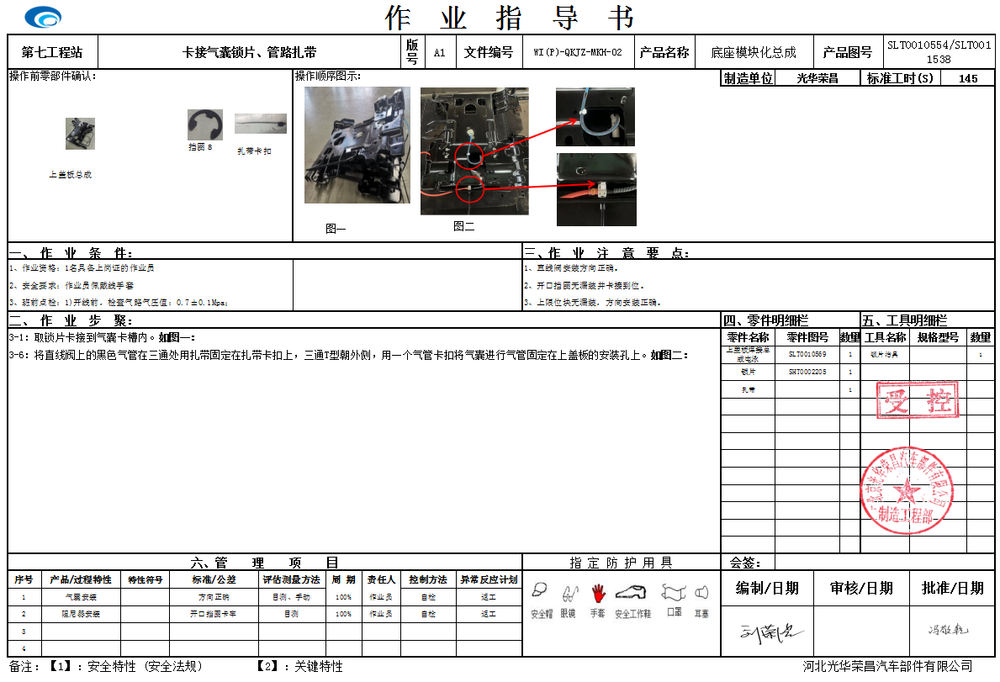 作 业 指 导 书
第七工程站
卡接气囊锁片、管路扎带
版号
A1
文件编号
WI(P)-QKJZ-MKH-02
产品名称
底座模块化总成
产品图号
SLT0010554/SLT0011538
操作前零部件确认：
上盖板总成
挡圈 8
扎带卡扣
操作顺序图示：
图一
图二
制造单位
光华荣昌
标准工时(S)
145
一、作 业 条 件：
1、作业资格：1名具备上岗证的作业员
2、安全要求：作业员佩戴线手套
3、班前点检：1)开线前，检查气路气压值：0.7±0.1Mpa；
三、作 业 注 意 要 点：
1、直线阀安装方向正确。
2、开口挡圈无漏装并卡接到位。
3、上限位块无漏装，方向安装正确。
二、作 业 步 聚：
3-1：取锁片卡接到气囊卡槽内。如图一：
3-6：将直线阀上的黑色气管在三通处用扎带固定在扎带卡扣上，三通T型朝外侧，用一个气管卡扣将气囊进行气管固定在上盖板的安装孔上。如图二：
四、零件明细栏
零件名称 零件图号 数量
上盖板焊接总成电泳 SLT0010569 1
锁片 SHT0002205 1
扎带 1
五、工具明细栏
工具名称 规格型号 数量
锁片治具 1
受 控
河北光华荣昌汽车部件有限公司
制造工程部
六、管 理 项 目
序号 产品/过程特性 特性符号 标准/公差 评估测量方法 周 期 责任人 控制方法 异常反应计划
1 气囊安装 方向正确 目测、手动 100% 作业员 自检 返工
2 阻尼器安装 开口挡圈卡牢 目测 100% 作业员 自检 返工
3
4
指 定 防 护 用 具
安全帽 眼镜 手套 安全工作鞋 口罩 耳塞
会签：
编制/日期 审核/日期 批准/日期
冯敬乾
备注：【1】：安全特性 (安全法规) 【2】：关键特性
河北光华荣昌汽车部件有限公司